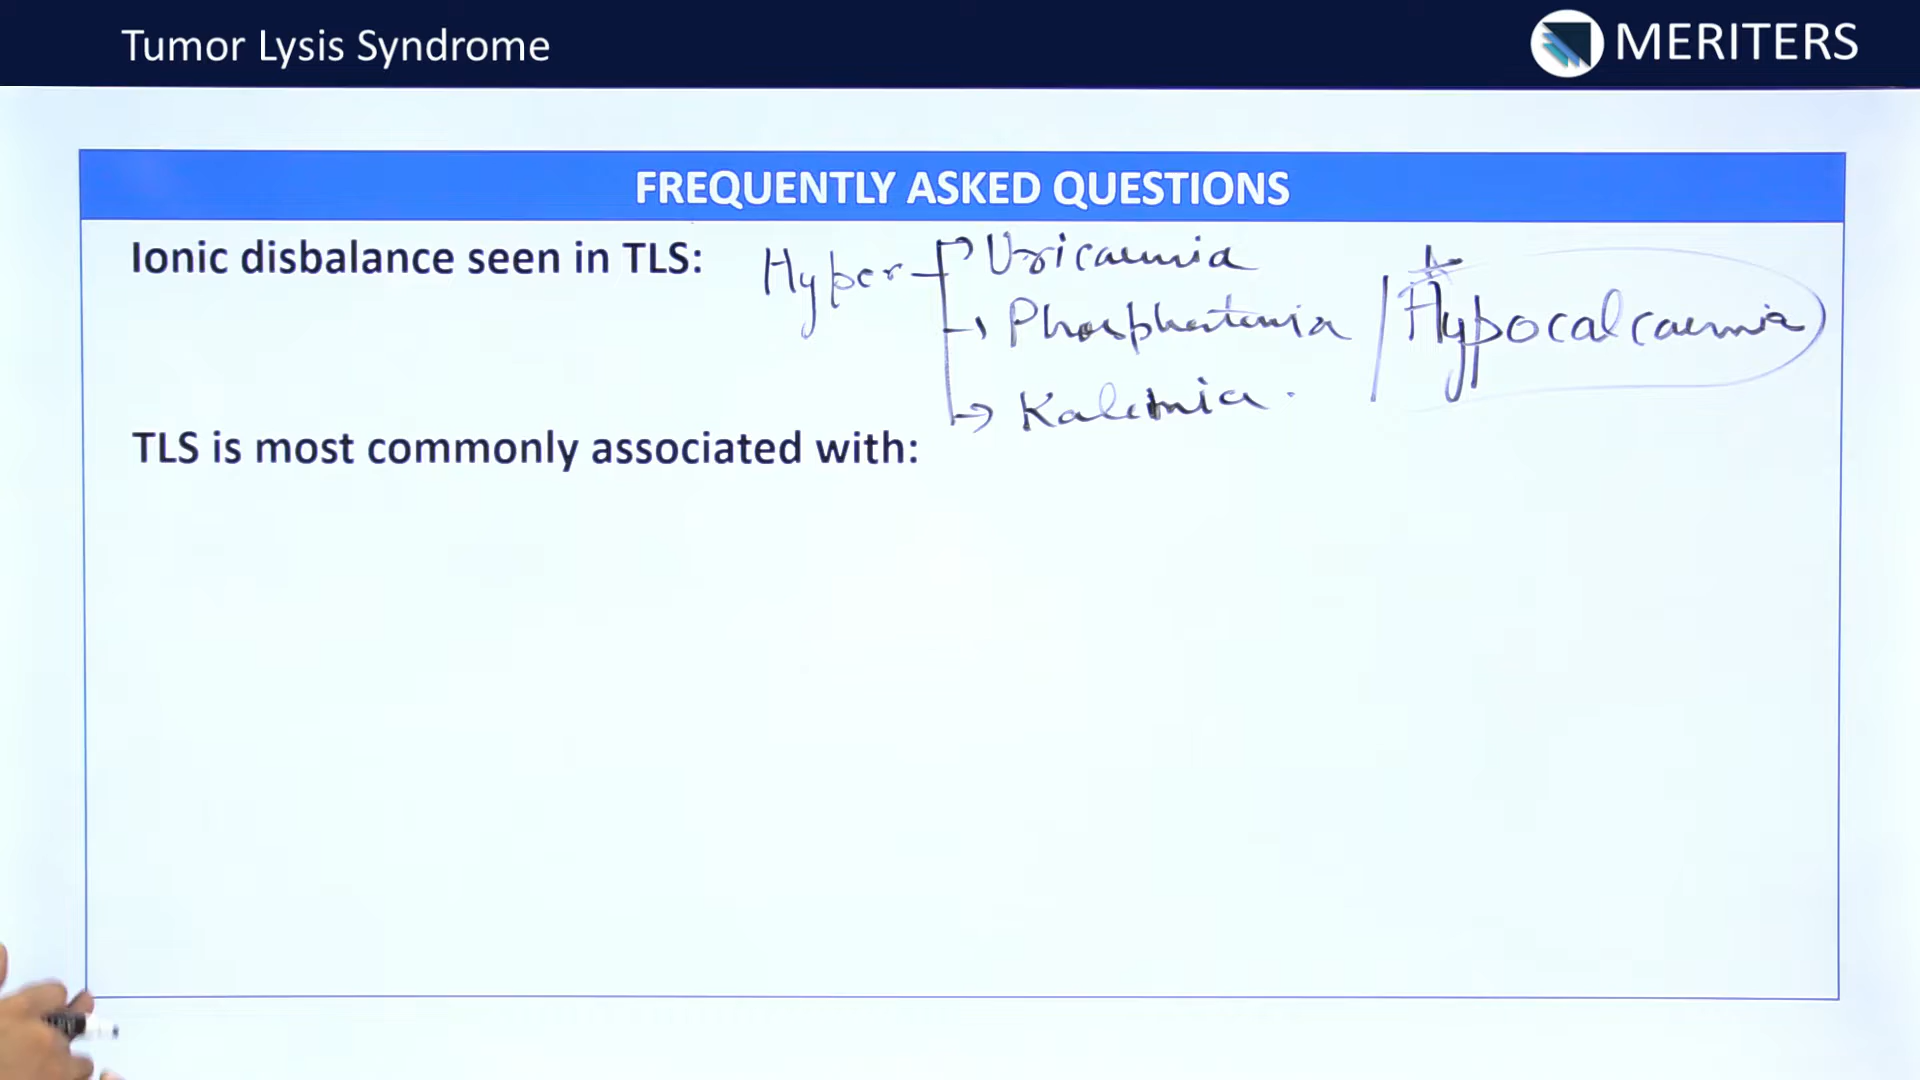 Tumor Lysis Syndrome
MERITERS
FREQUENTLY ASKED QUESTIONS
Ionic disbalance seen in TLS: Hyper Uricaemia
Phosphatemia / Hypocalcaemia
Kalemia.
TLS is most commonly associated with: